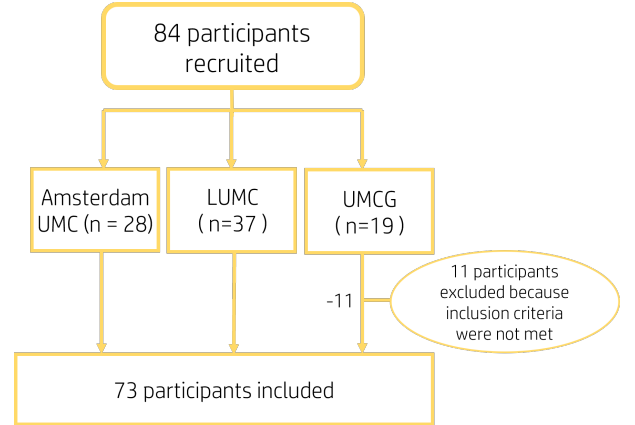 84 participants
recruited
Amsterdam
UMC (n = 28)
LUMC
( n=37 )
UMCG
( n=19 )
-11
11 participants
excluded because
inclusion criteria
were not met
73 participants included